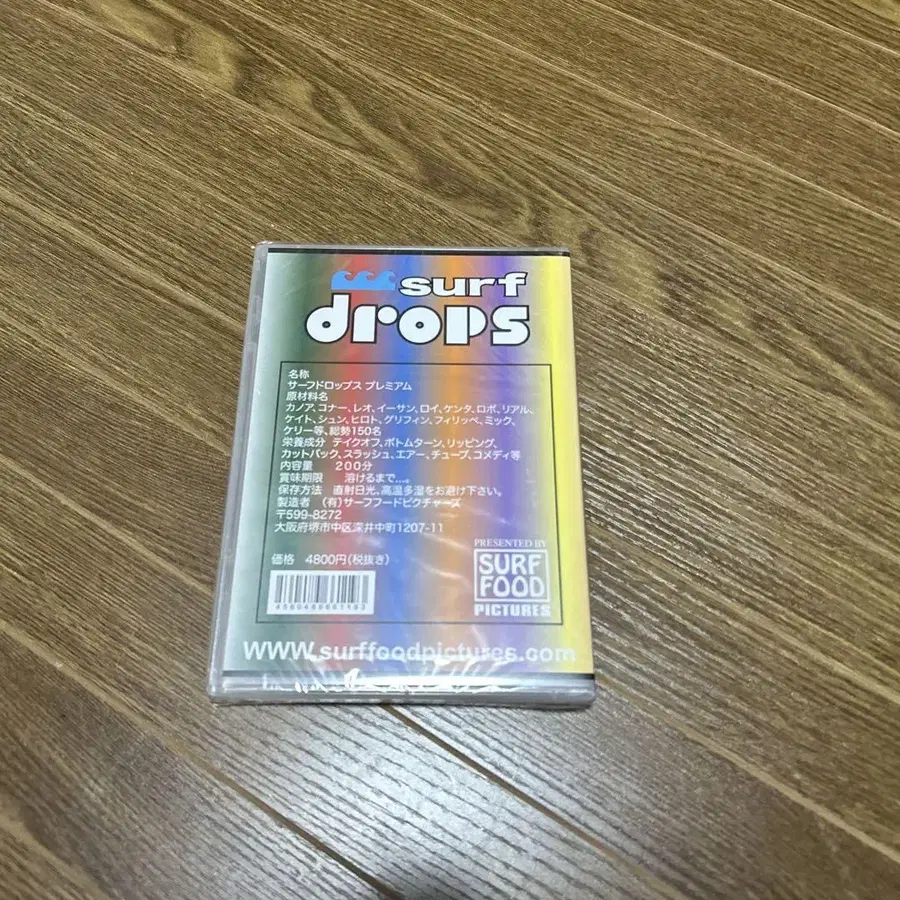 surf
drops
名称
サーフドロップス プレミアム
原材料名
カノア、コナー、レオ、イーサン、ロイ、ケンタ、ロボ、リアル、
ケイト、シュン、ヒロト、グリフィン、フィリッペ、ミック、
ケリー等、総勢150名
栄養成分 テイクオフ、ボトムターン、リッピング、
カットバック、スラッシュ、エアー、チューブ、コメディ等
内容量 200分
賞味期限 溶けるまで…。
保存方法 直射日光、高温多湿をお避け下さい。
製造者 (有)サーフフードピクチャーズ
〒599-8272
大阪府堺市中区深井中町1207-11
価格 4800円(税抜き)
PRESENTED BY
SURF
FOOD
PICTURES
www.surffoodpictures.com